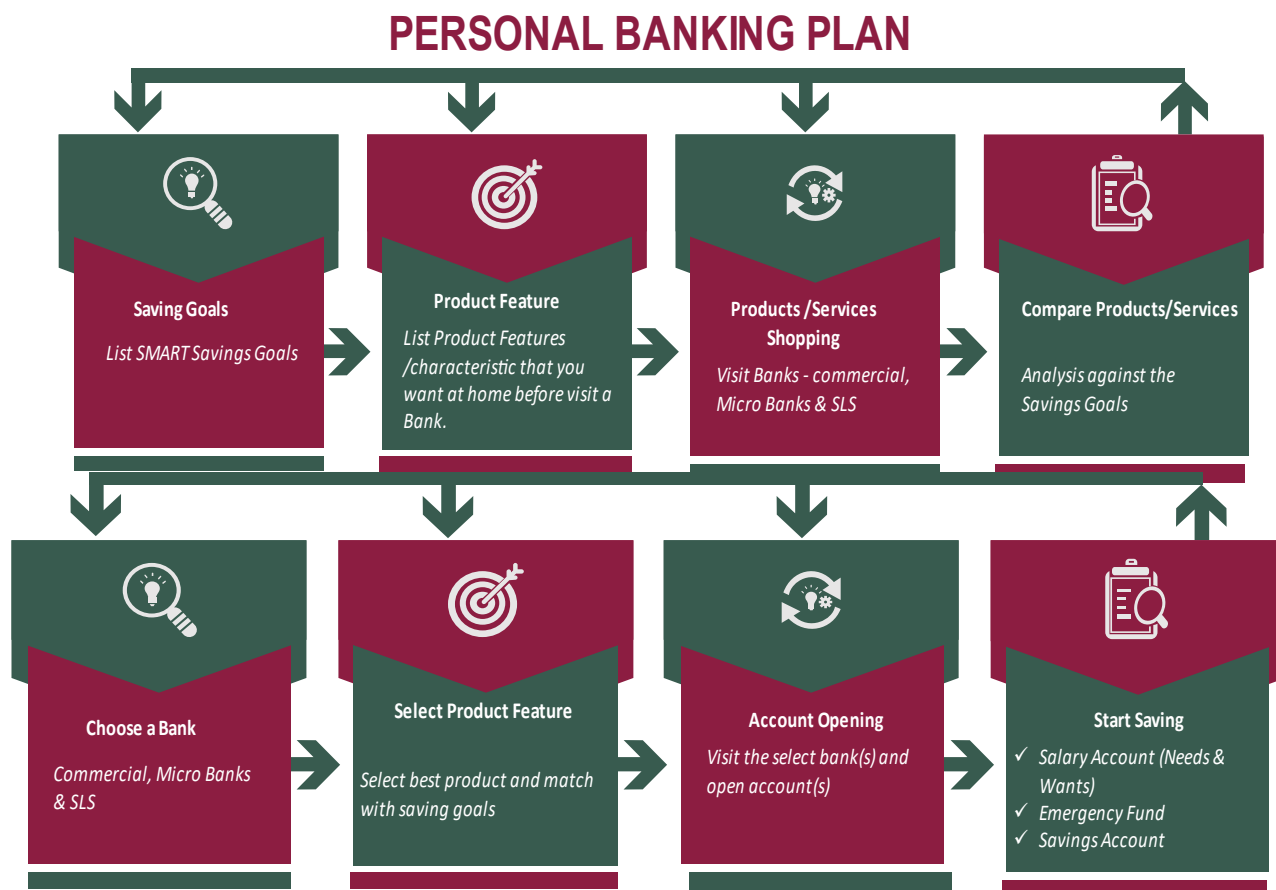 PERSONAL BANKING PLAN
Saving Goals
List SMART Savings Goals
Product Feature
List Product Features
/characteristic that you
want at home before visit a
Bank.
Products /Services
Shopping
Visit Banks - commercial,
Micro Banks & SLS
Compare Products/Services
Analysis against the
Savings Goals
Choose a Bank
Commercial, Micro Banks
& SLS
Select Product Feature
Select best product and match
with saving goals
Account Opening
Visit the select bank(s) and
open account(s)
Start Saving
✓ Salary Account (Needs &
Wants)
✓ Emergency Fund
✓ Savings Account